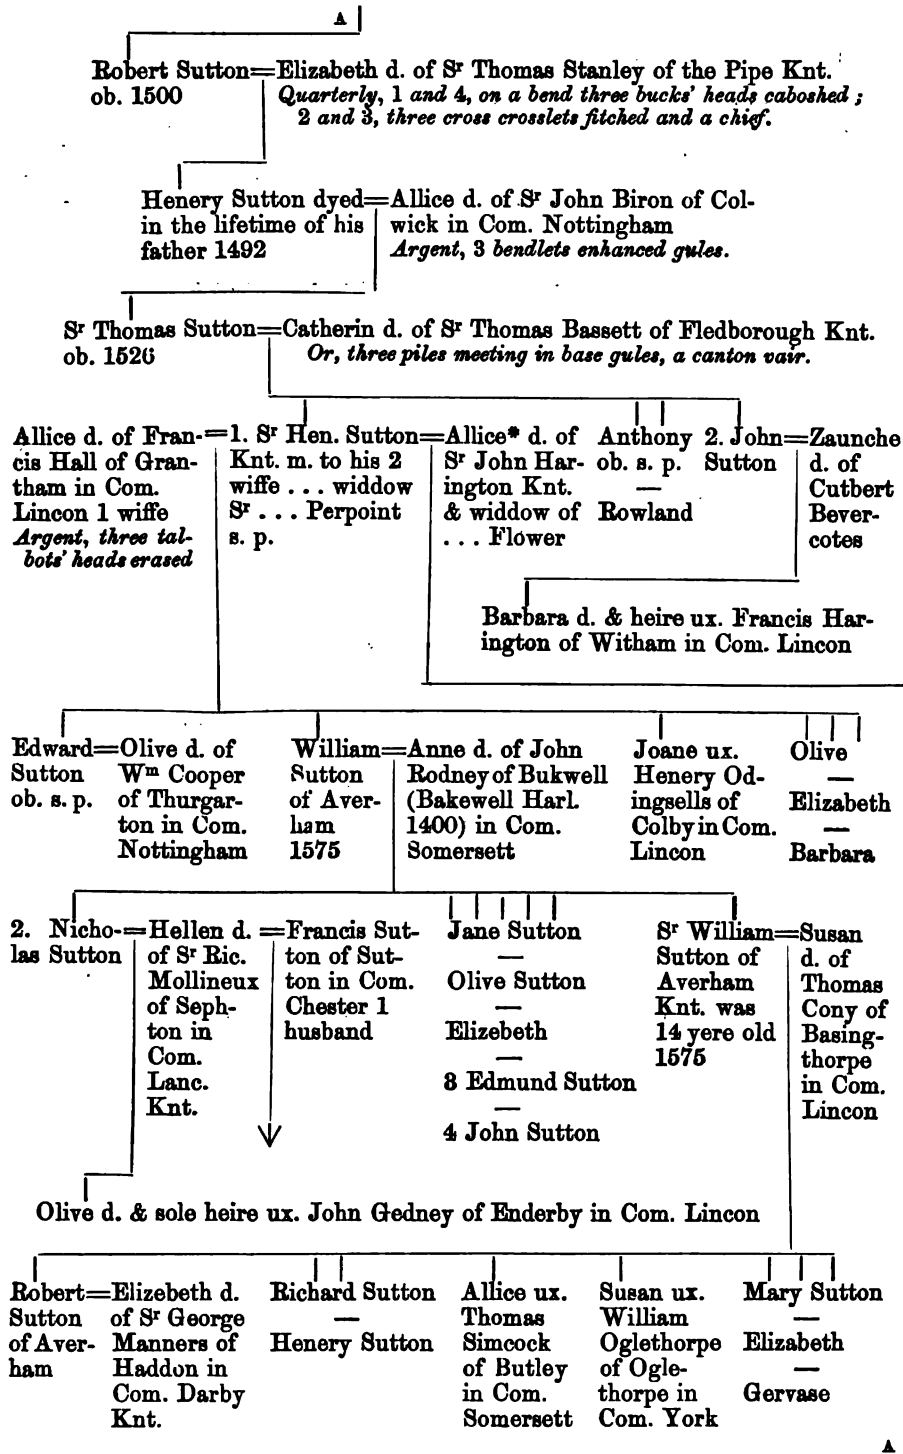 A
Robert Sutton=Elizabeth d. of Sr Thomas Stanley of the Pipe Knt.
ob. 1500
Quarterly, 1 and 4, on a bend three bucks' heads caboshed ;
2 and 3, three cross crosslets fitched and a chief.
Henery Sutton dyed=Allice d. of Sr John Biron of Col-
in the lifetime of his wick in Com. Nottingham
father 1492 Argent, 3 bendlets enhanced gules.
Sr Thomas Sutton=Catherin d. of Sr Thomas Bassett of Fledborough Knt.
ob. 1526 Or, three piles meeting in base gules, a canton vair.
Allice d. of Fran-=
cis Hall of Gran-
tham in Com.
Lincon 1 wiffe
Argent, three tal-
bots' heads erased
1. Sr Hen. Sutton=
Knt. m. to his 2
wiffe . . . widdow
Sr . . . Perpoint
s. p.
Allice* d. of
Sr John Har-
ington Knt.
& widdow of
. . . Flower
Anthony
ob. s. p.
—
Rowland
2. John=
Sutton
Zaunche
d. of
Cutbert
Bever-
cotes
Barbara d. & heire ux. Francis Har-
ington of Witham in Com. Lincon
Edward=
Sutton
ob. s. p.
Olive d. of
Wm Cooper
of Thurgar-
ton in Com.
Nottingham
William=
Sutton
of Aver-
ham
1575
Anne d. of John
Rodney of Bukwell
(Bakewell Harl.
1400) in Com.
Somersett
Joane ux.
Henery Od-
ingsells of
Colby in Com.
Lincon
Olive
—
Elizabeth
—
Barbara
2. Nicho-=
las Sutton
Hellen d. =
of Sr Ric.
Mollineux
of Seph-
ton in
Com.
Lanc.
Knt.
Francis Sut-
ton of Sut-
ton in Com.
Chester 1
husband
Jane Sutton
—
Olive Sutton
—
Elizebeth
—
3 Edmund Sutton
—
4 John Sutton
Sr William=
Sutton of
Averham
Knt. was
14 yere old
1575
Susan
d. of
Thomas
Cony of
Basing-
thorpe
in Com.
Lincon
Olive d. & sole heire ux. John Gedney of Enderby in Com. Lincon
Robert=
Sutton
of Aver-
ham
Elizebeth d.
of Sr George
Manners of
Haddon in
Com. Darby
Knt.
Richard Sutton
—
Henery Sutton
Allice ux.
Thomas
Simcock
of Butley
in Com.
Somersett
Susan ux.
William
Oglethorpe
of Ogle-
thorpe in
Com. York
Mary Sutton
—
Elizabeth
—
Gervase
A